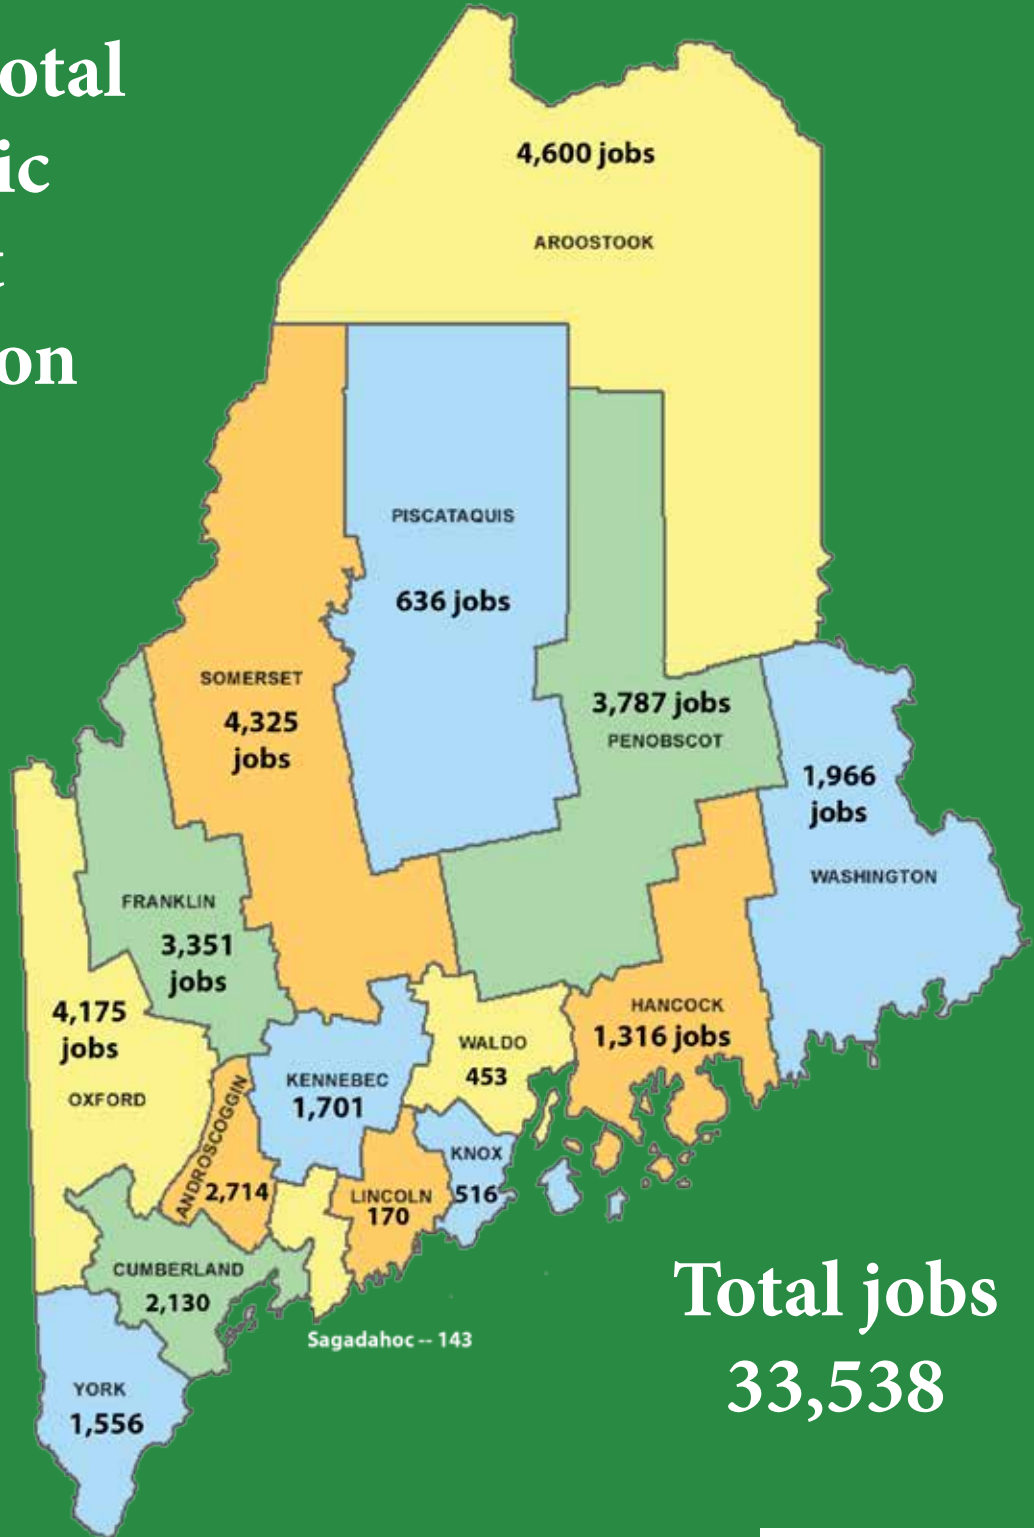 otal
ic
t
on
4,600 jobs
AROOSTOOK
PISCATAQUIS
636 jobs
SOMERSET
4,325
jobs
3,787 jobs
PENOBSCOT
1,966
jobs
WASHINGTON
FRANKLIN
3,351
jobs
4,175
jobs
OXFORD
HANCOCK
1,316 jobs
WALDO
453
KENNEBEC
1,701
ANDROSCOGGIN
2,714
KNOX
516
LINCOLN
170
CUMBERLAND
2,130
Sagadahoc -- 143
YORK
1,556
Total jobs
33,538